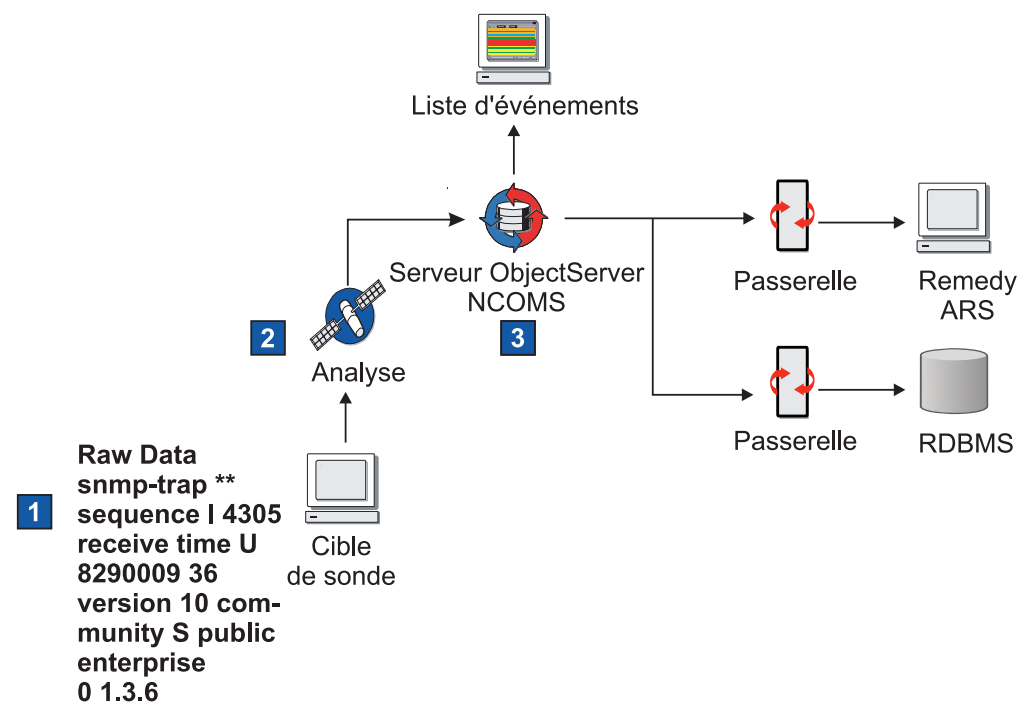 Liste d'événements
Serveur ObjectServer
NCOMS
3
Passerelle
Remedy
ARS
2
Analyse
Passerelle
RDBMS
1
Raw Data
snmp-trap **
sequence I 4305
receive time U
8290009 36
version 10 com-
munity S public
enterprise
0 1.3.6
Cible
de sonde